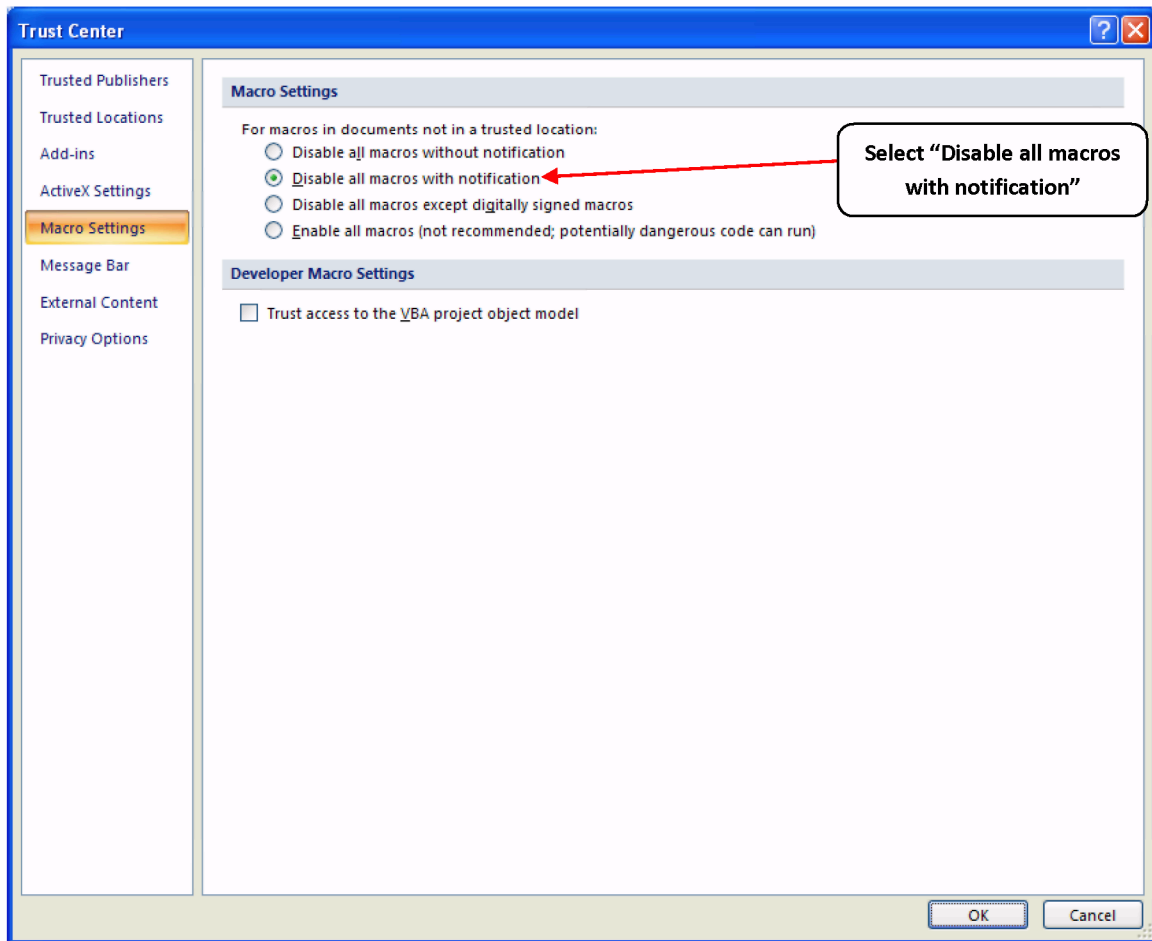 Trust Center
Trusted Publishers
Trusted Locations
Add-ins
ActiveX Settings
Macro Settings
Message Bar
External Content
Privacy Options
Macro Settings
For macros in documents not in a trusted location:
Disable all macros without notification
Disable all macros with notification
Disable all macros except digitally signed macros
Enable all macros (not recommended; potentially dangerous code can run)
Select “Disable all macros
with notification”
Developer Macro Settings
Trust access to the VBA project object model
OK
Cancel